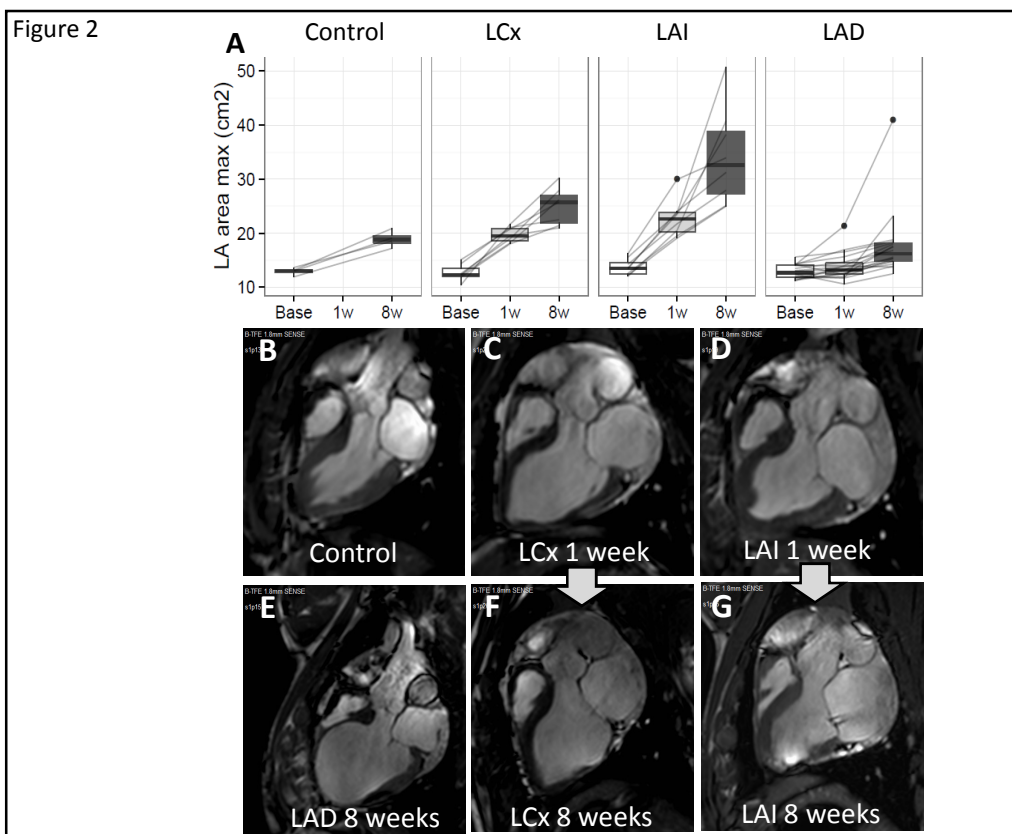 Figure 2
Control LCx LAI LAD
A
LA area max (cm2)
50
40
30
20
10
Base 1w 8w Base 1w 8w Base 1w 8w Base 1w 8w
B-TFE 1.8mm SENSE B-TFE 1.8mm SENSE B-TFE 1.8mm SENSE
B C D
Control LCx 1 week LAI 1 week
B-TFE 1.8mm SENSE B-TFE 1.8mm SENSE B-TFE 1.8mm SENSE
E F G
LAD 8 weeks LCx 8 weeks LAI 8 weeks